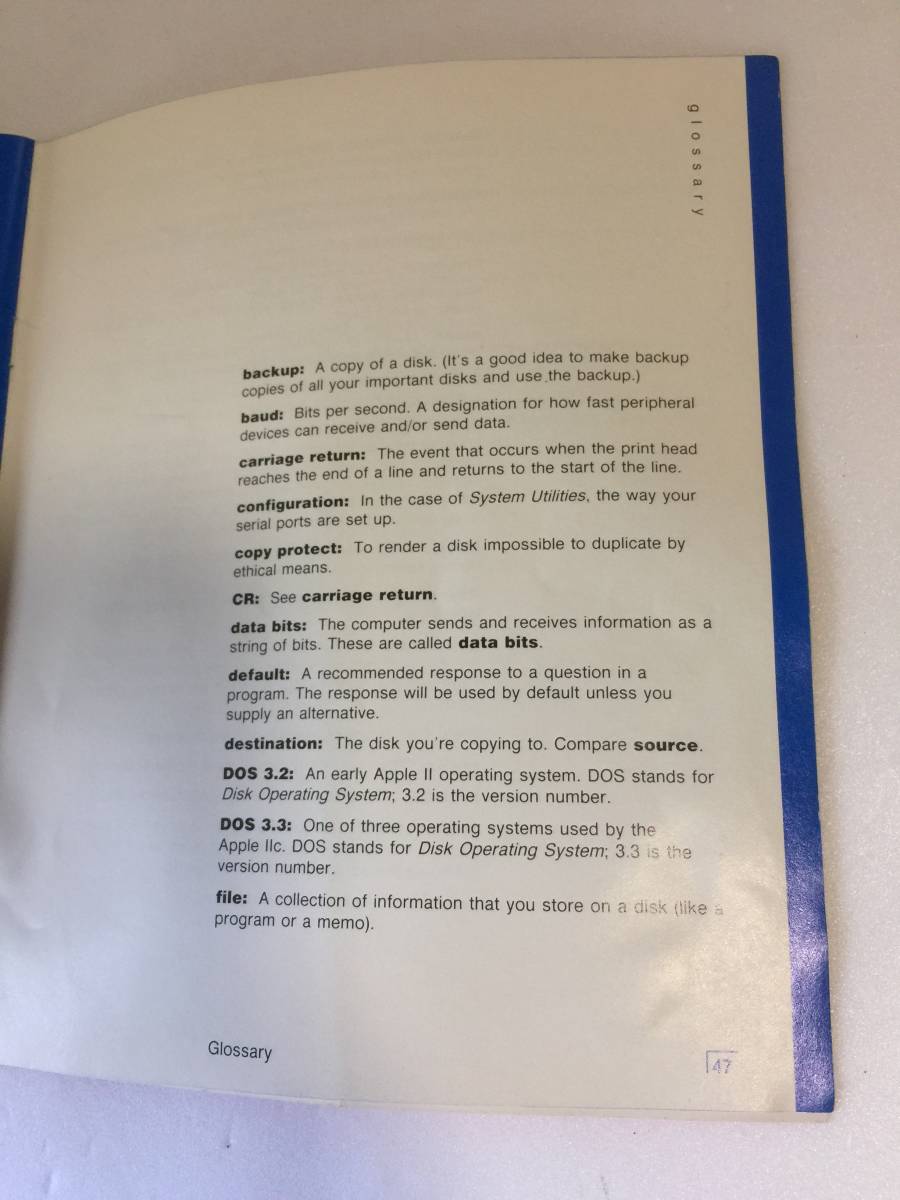 glossary
backup: A copy of a disk. (It's a good idea to make backup
copies of all your important disks and use the backup.)
baud: Bits per second. A designation for how fast peripheral
devices can receive and/or send data.
carriage return: The event that occurs when the print head
reaches the end of a line and returns to the start of the line.
configuration: In the case of System Utilities, the way your
serial ports are set up.
copy protect: To render a disk impossible to duplicate by
ethical means.
CR: See carriage return.
data bits: The computer sends and receives information as a
string of bits. These are called data bits.
default: A recommended response to a question in a
program. The response will be used by default unless you
supply an alternative.
destination: The disk you're copying to. Compare source.
DOS 3.2: An early Apple II operating system. DOS stands for
Disk Operating System; 3.2 is the version number.
DOS 3.3: One of three operating systems used by the
Apple IIc. DOS stands for Disk Operating System; 3.3 is the
version number.
file: A collection of information that you store on a disk (like a
program or a memo).
Glossary
47